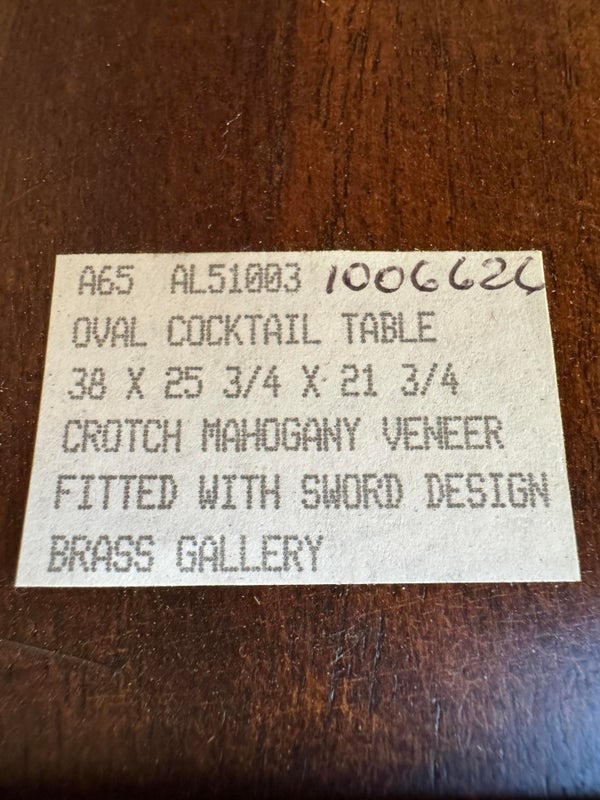 A65 AL51003 1006626
OVAL COCKTAIL TABLE
38 X 25 3/4 X 21 3/4
CROTCH MAHOGANY VENEER
FITTED WITH SWORD DESIGN
BRASS GALLERY